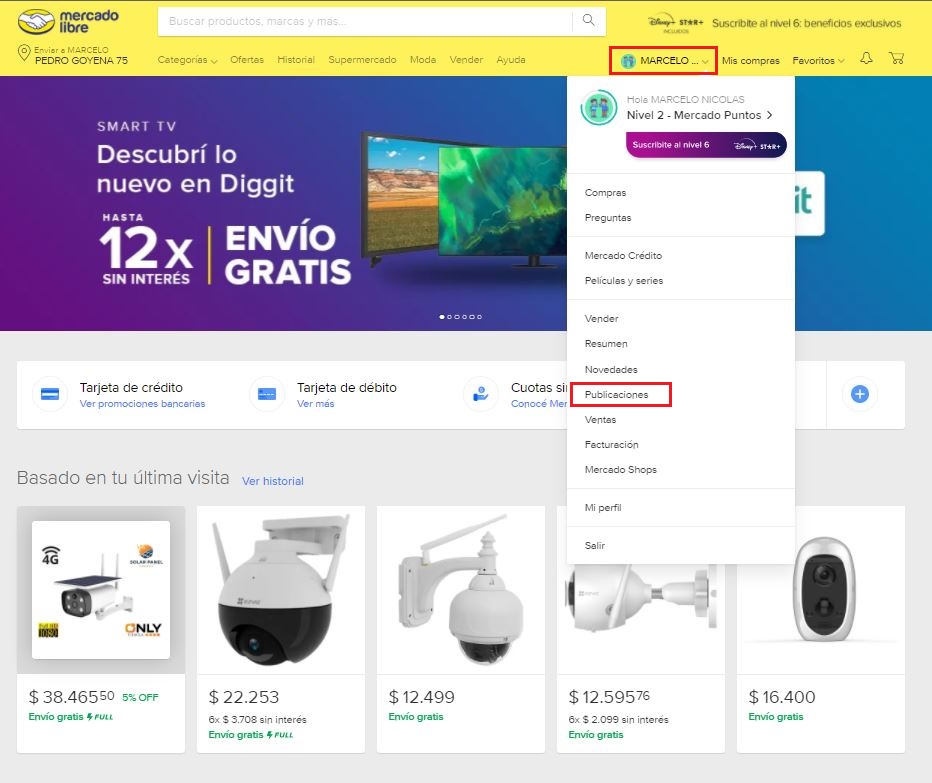 mercado
libre
Buscar productos, marcas y más...
Disney+ STAR+
INCLUIDOS
Suscribite al nivel 6: beneficios exclusivos
Enviar a MARCELO
PEDRO GOYENA 75
Categorías
Ofertas
Historial
Supermercado
Moda
Vender
Ayuda
MARCELO ...
Mis compras
Favoritos
Hola MARCELO NICOLAS
Nivel 2 - Mercado Puntos
Suscribite al nivel 6
Disney+ STAR+
Compras
Preguntas
Mercado Crédito
Películas y series
Vender
Resumen
Novedades
Publicaciones
Ventas
Facturación
Mercado Shops
Mi perfil
Salir
SMART TV
Descubrí lo
nuevo en Diggit
HASTA
12x
SIN INTERÉS
ENVÍO
GRATIS
it
Tarjeta de crédito
Ver promociones bancarias
Tarjeta de débito
Ver más
Cuotas si
Conocé Mer
Basado en tu última visita
Ver historial
4G
SOLAR PANEL
ONLY
$ 38.465 50 5% OFF
Envío gratis FULL
EZVIZ
$ 22.253
6x $ 3.708 sin interés
Envío gratis FULL
$ 12.499
Envío gratis
EZVIZ
$ 12.595 76
6x $ 2.099 sin interés
Envío gratis
$ 16.400
Envío gratis